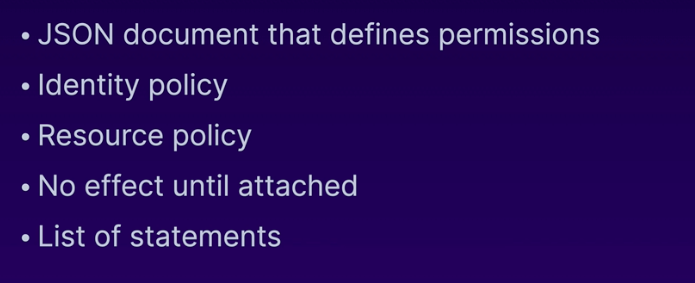 • JSON document that defines permissions
• Identity policy
• Resource policy
• No effect until attached
• List of statements